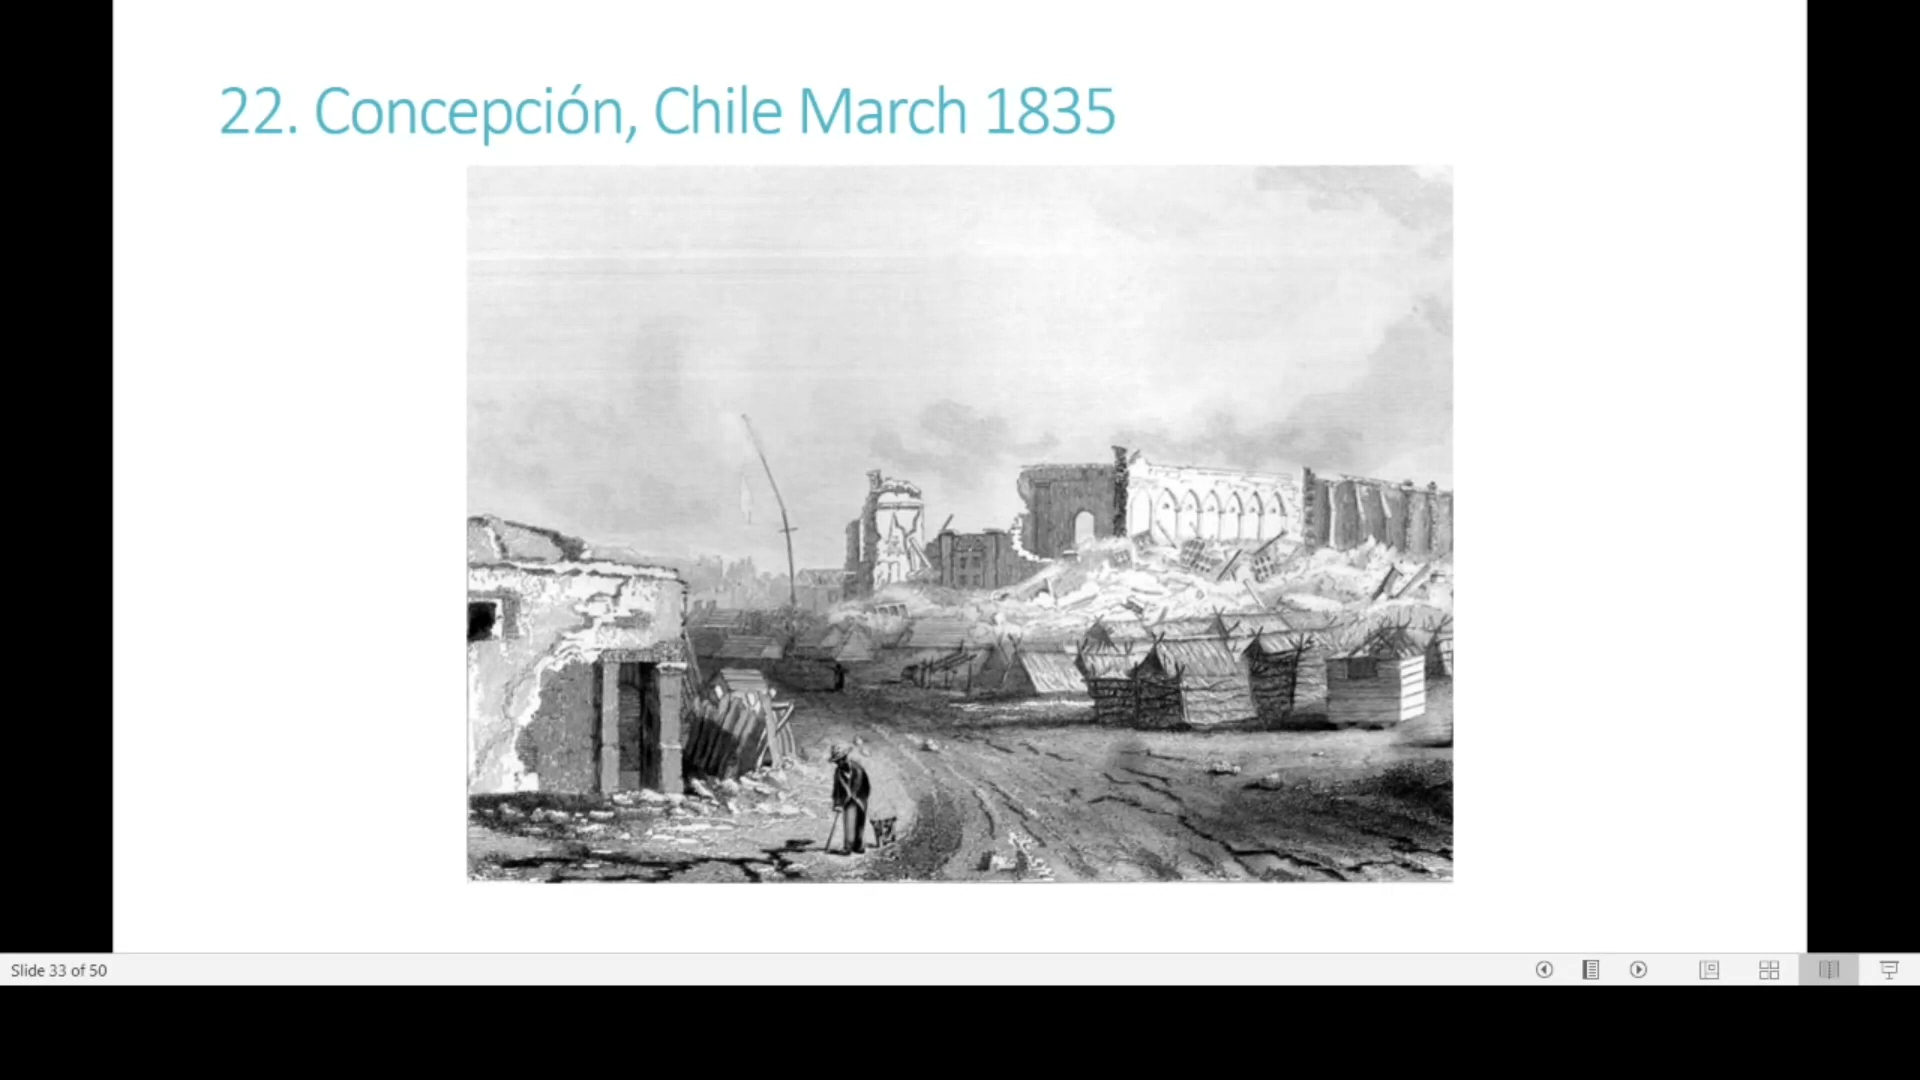 22. Concepción, Chile March 1835
Slide 33 of 50